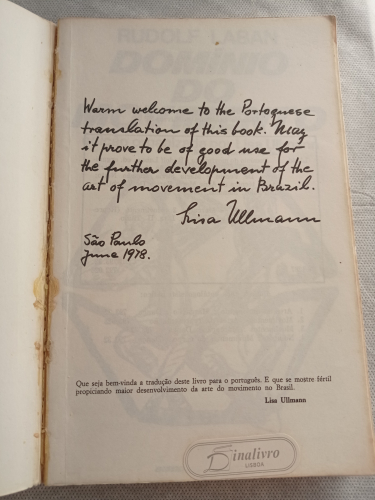 RUDOLF LABAN
DOMÍNIO
DO
Warm welcome to the Portoguese
translation of this book. May
it prove to be of good use for
the further development of the
art of movement in Brazil.
Lisa Ullmann
São Paulo
June 1978.
Que seja bem-vinda a tradução deste livro para o português. E que se mostre fértil
propiciando maior desenvolvimento da arte do movimento no Brasil.
Lisa Ullmann
Dinalivro
LISBOA